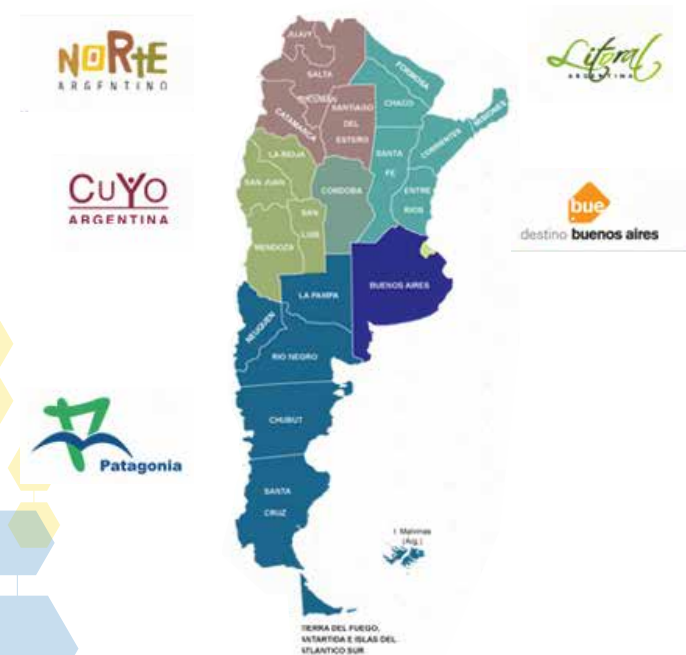 NORTE
ARGENTINO
Litoral
ARGENTINA
CUYO
ARGENTINA
bue
destino buenos aires
Patagonia
JUJUY
SALTA
FORMOSA
TUCUMAN
CATAMARCA
SANTIAGO
DEL
ESTERO
CHACO
MISIONES
CORRIENTES
SANTA
FE
ENTRE
RIOS
LA RIOJA
SAN JUAN
CORDOBA
SAN
LUIS
MENDOZA
BUENOS AIRES
LA PAMPA
NEUQUEN
RIO NEGRO
CHUBUT
SANTA
CRUZ
I. Malvinas
(Arg.)
TIERRA DEL FUEGO,
ANTARTIDA E ISLAS DEL
ATLANTICO SUR